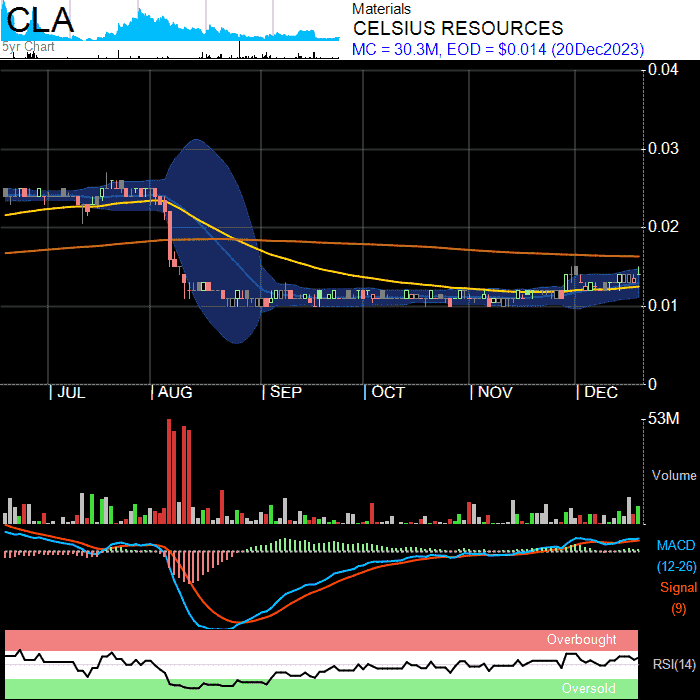 CLA
5yr Chart
Materials
CELSIUS RESOURCES
MC = 30.3M, EOD = $0.014 (20Dec2023)
0.04
0.03
0.02
0.01
0
JUL
AUG
SEP
OCT
NOV
DEC
53M
Volume
MACD
(12-26)
Signal
(9)
Overbought
RSI(14)
Oversold